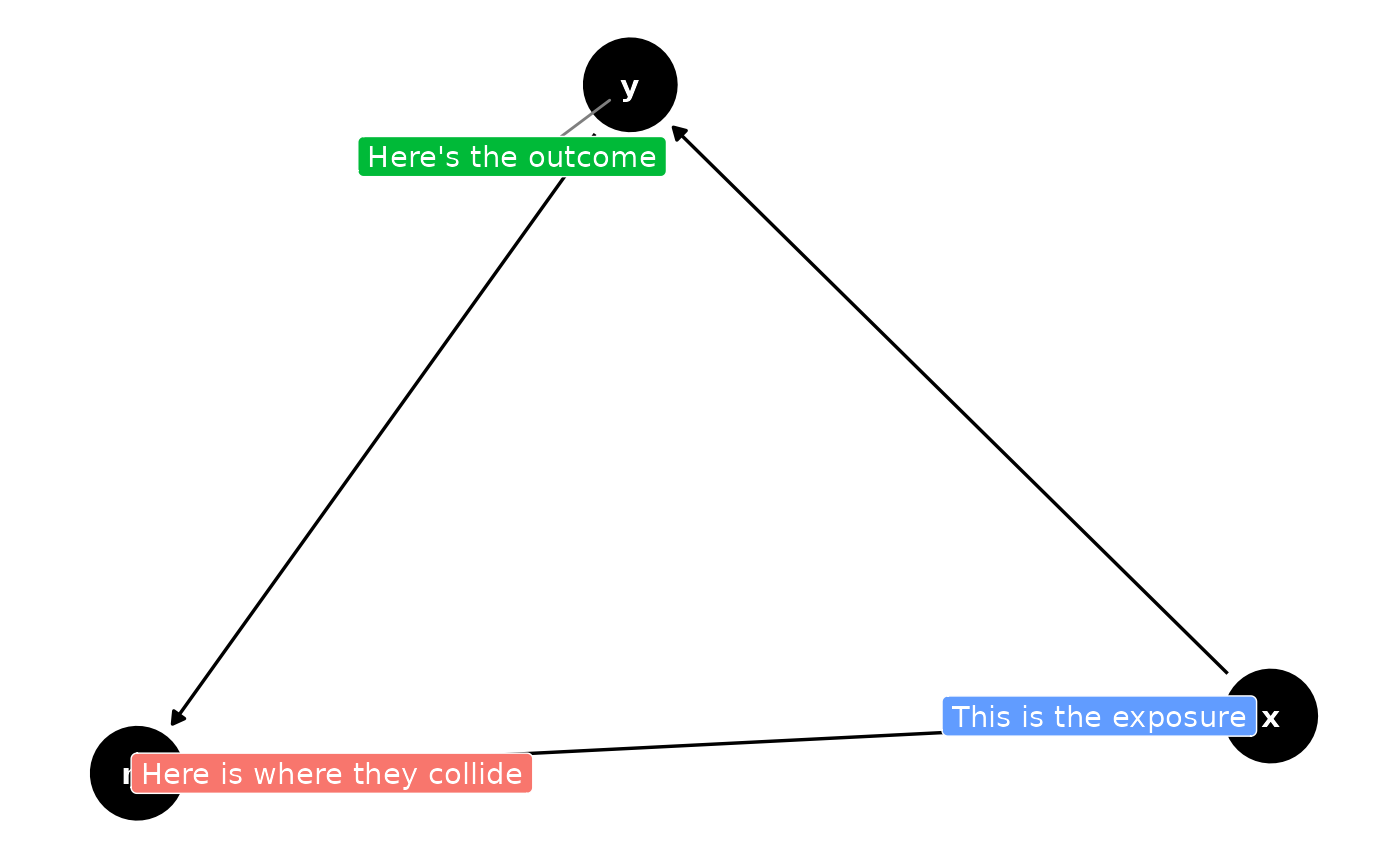 y
Here's the outcome
This is the exposure
x
Here is where they collide